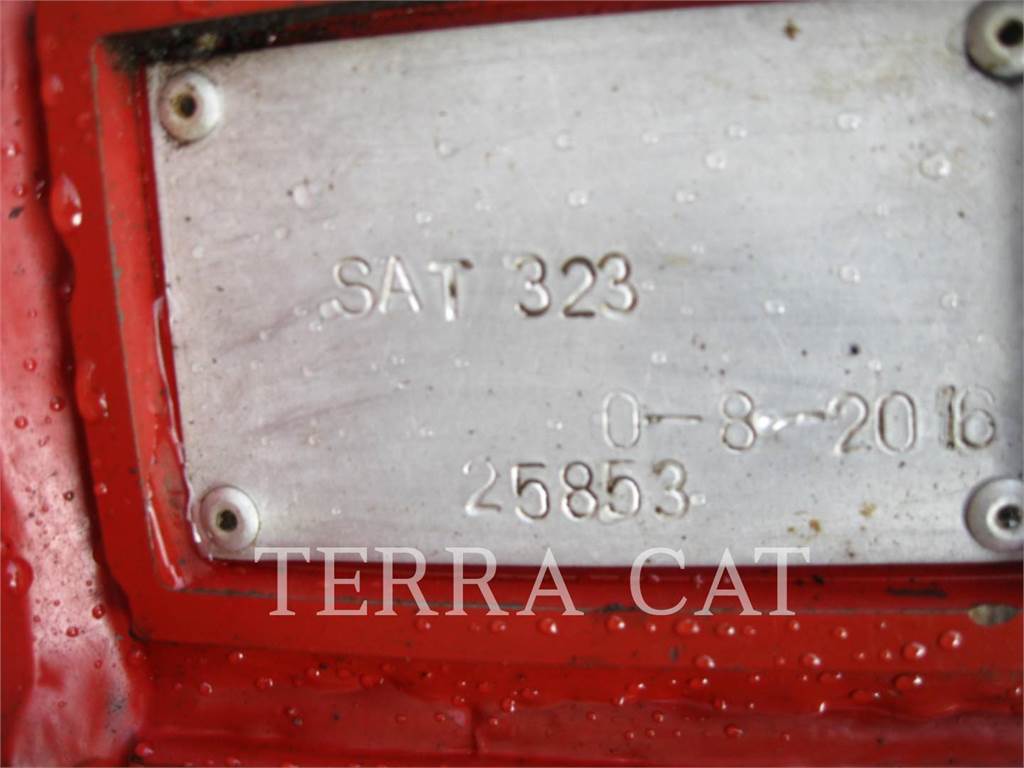 SAT 323
0-8-2016
25853
TERRA CAT